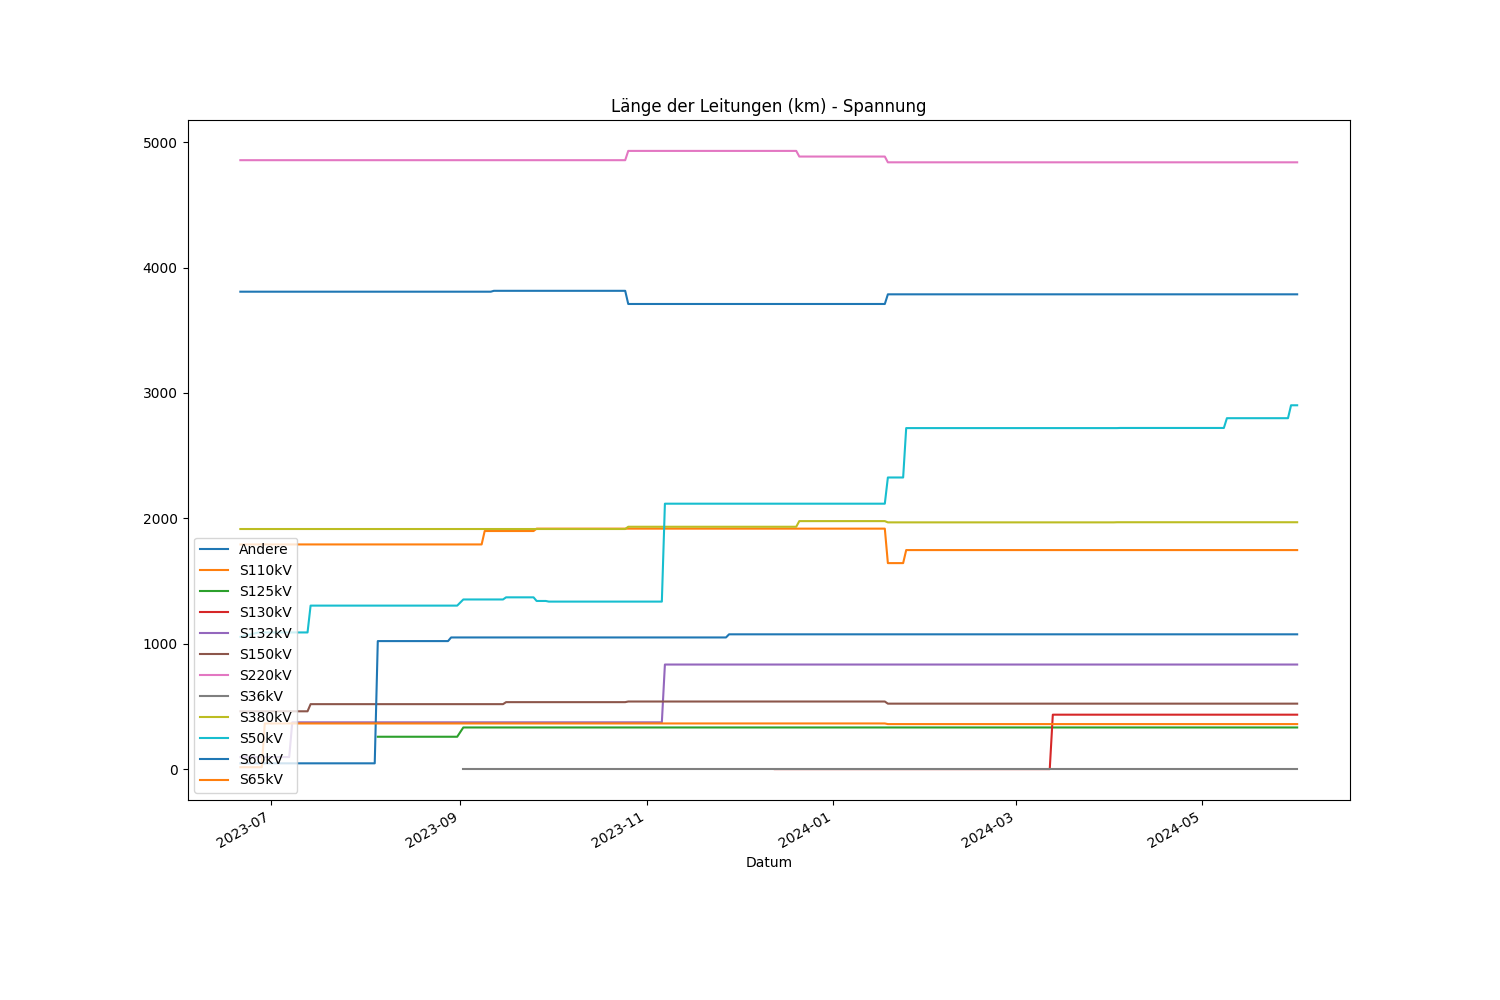 Länge der Leitungen (km) - Spannung
5000
4000
3000
2000
1000
0
Andere
S110kV
S125kV
S130kV
S132kV
S150kV
S220kV
S36kV
S380kV
S50kV
S60kV
S65kV
2023-07
2023-09
2023-11
2024-01
2024-03
2024-05
Datum